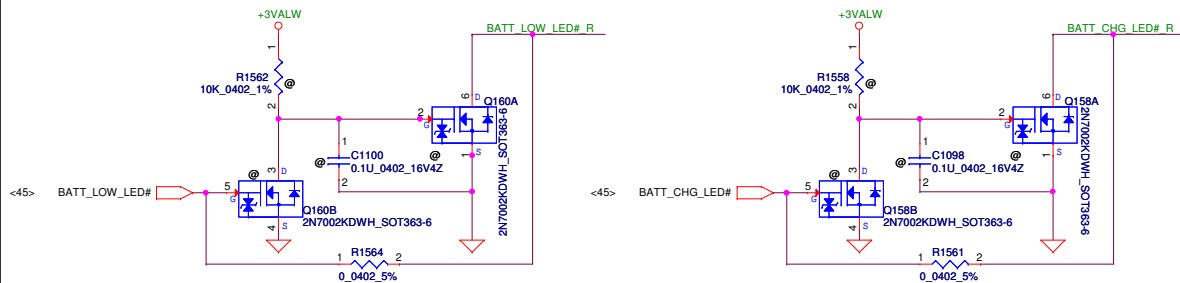 +3VALW
BATT_LOW_LED#_R
1
R1562
10K_0402_1%
@
2
6
D
Q160A
2
G
@
1
S
2N7002KDWH_SOT363-6
1
C1100
0.1U_0402_16V4Z
@
2
@
3
D
<45>
BATT_LOW_LED#
5
G
Q160B
2N7002KDWH_SOT363-6
4
S
R1564
1
2
0_0402_5%
+3VALW
BATT_CHG_LED#_R
1
R1558
10K_0402_1%
@
2
6
D
Q158A
2
G
@
1
S
2N7002KDWH_SOT363-6
1
C1098
0.1U_0402_16V4Z
@
2
@
3
D
<45>
BATT_CHG_LED#
5
G
Q158B
2N7002KDWH_SOT363-6
4
S
R1561
1
2
0_0402_5%